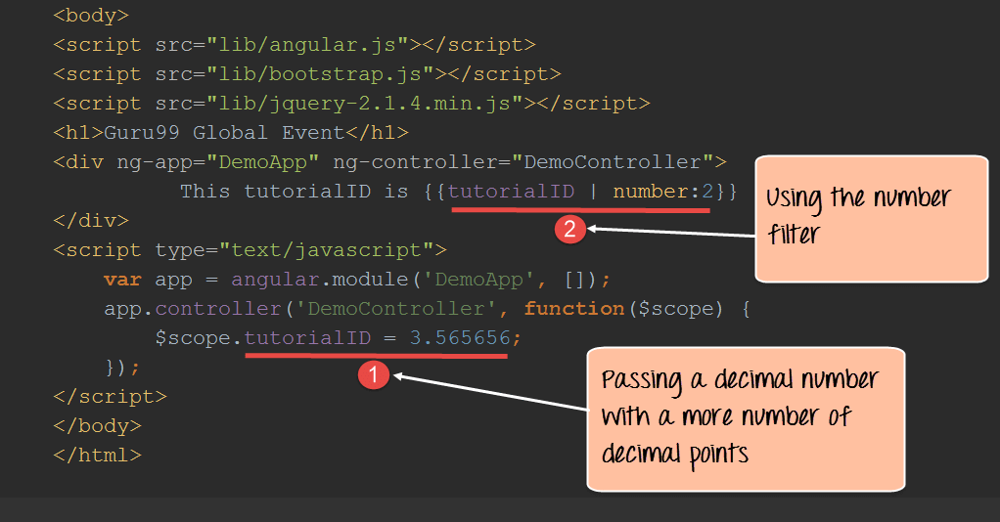 <body>
<script src="lib/angular.js"></script>
<script src="lib/bootstrap.js"></script>
<script src="lib/jquery-2.1.4.min.js"></script>
<h1>Guru99 Global Event</h1>
<div ng-app="DemoApp" ng-controller="DemoController">
This tutorialID is {{tutorialID | number:2}}
</div>
<script type="text/javascript">
var app = angular.module('DemoApp', []);
app.controller('DemoController', function($scope) {
$scope.tutorialID = 3.565656;
});
</script>
</body>
</html>
Using the number
filter
2
1
Passing a decimal number
with a more number of
decimal points